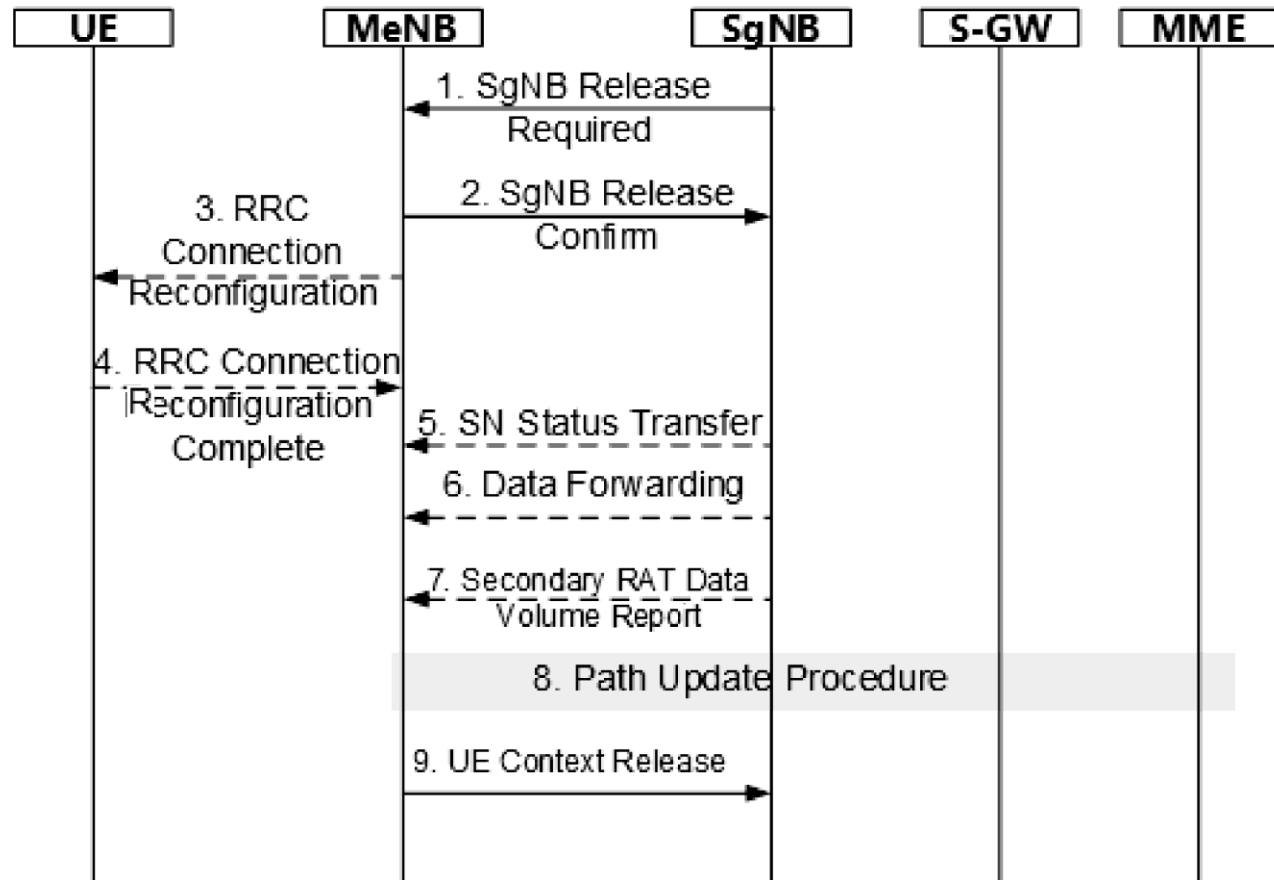 UE
MeNB
SgNB
S-GW
MME
1. SgNB Release
Required
2. SgNB Release
Confirm
3. RRC
Connection
Reconfiguration
4. RRC Connection
Reconfiguration
Complete
5. SN Status Transfer
6. Data Forwarding
7. Secondary RAT Data
Volume Report
8. Path Update Procedure
9. UE Context Release